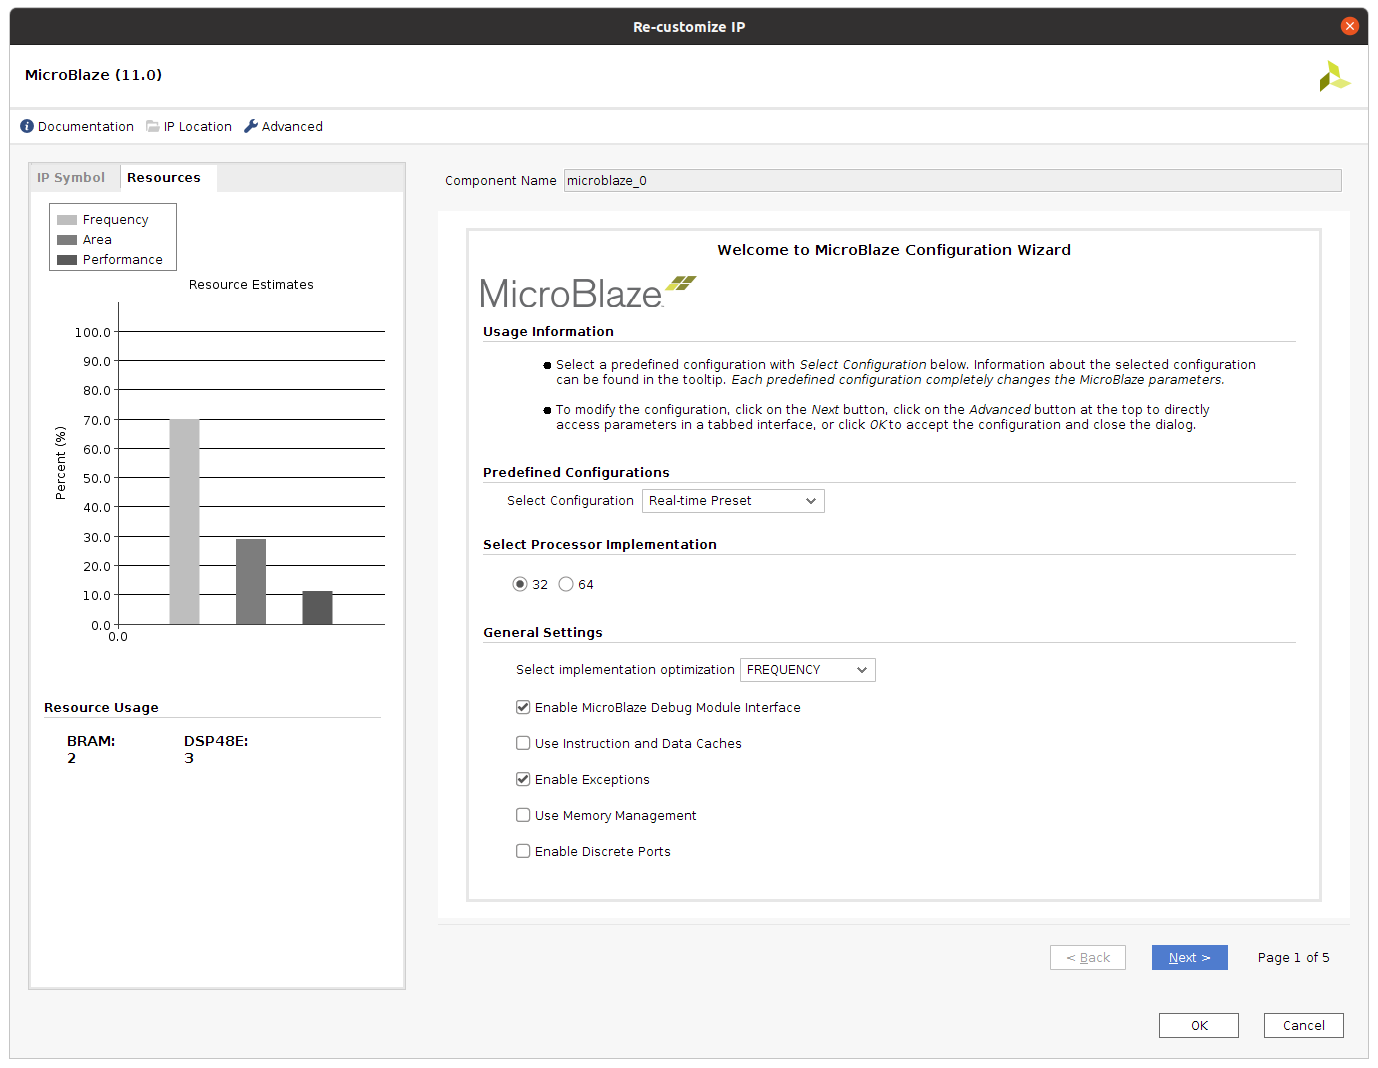 Re-customize IP
MicroBlaze (11.0)
Documentation
IP Location
Advanced
IP Symbol
Resources
Frequency
Area
Performance
Resource Estimates
Percent (%)
100.0
90.0
80.0
70.0
60.0
50.0
40.0
30.0
20.0
10.0
0.0
0.0
Resource Usage
BRAM:
2
DSP48E:
3
Component Name
microblaze_0
Welcome to MicroBlaze Configuration Wizard
MicroBlaze
Usage Information
Select a predefined configuration with Select Configuration below. Information about the selected configuration
can be found in the tooltip. Each predefined configuration completely changes the MicroBlaze parameters.
To modify the configuration, click on the Next button, click on the Advanced button at the top to directly
access parameters in a tabbed interface, or click OK to accept the configuration and close the dialog.
Predefined Configurations
Select Configuration
Real-time Preset
Select Processor Implementation
32
64
General Settings
Select implementation optimization
FREQUENCY
Enable MicroBlaze Debug Module Interface
Use Instruction and Data Caches
Enable Exceptions
Use Memory Management
Enable Discrete Ports
< Back
Next >
Page 1 of 5
OK
Cancel